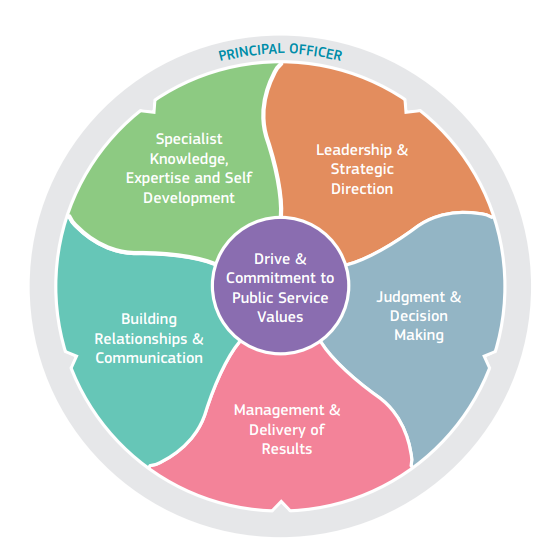 PRINCIPAL OFFICER
Specialist
Knowledge,
Expertise and Self
Development
Leadership &
Strategic
Direction
Drive &
Commitment to
Public Service
Values
Judgment &
Decision
Making
Building
Relationships &
Communication
Management &
Delivery of
Results